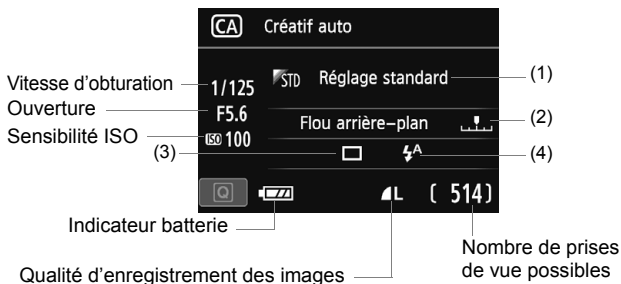 CA Créatif auto
Vitesse d'obturation 1/125 STD Réglage standard (1)
Ouverture F5.6
Flou arrière-plan (2)
Sensibilité ISO ISO 100
(3) A (4)
Q L ( 514)
Indicateur batterie
Nombre de prises
de vue possibles
Qualité d'enregistrement des images